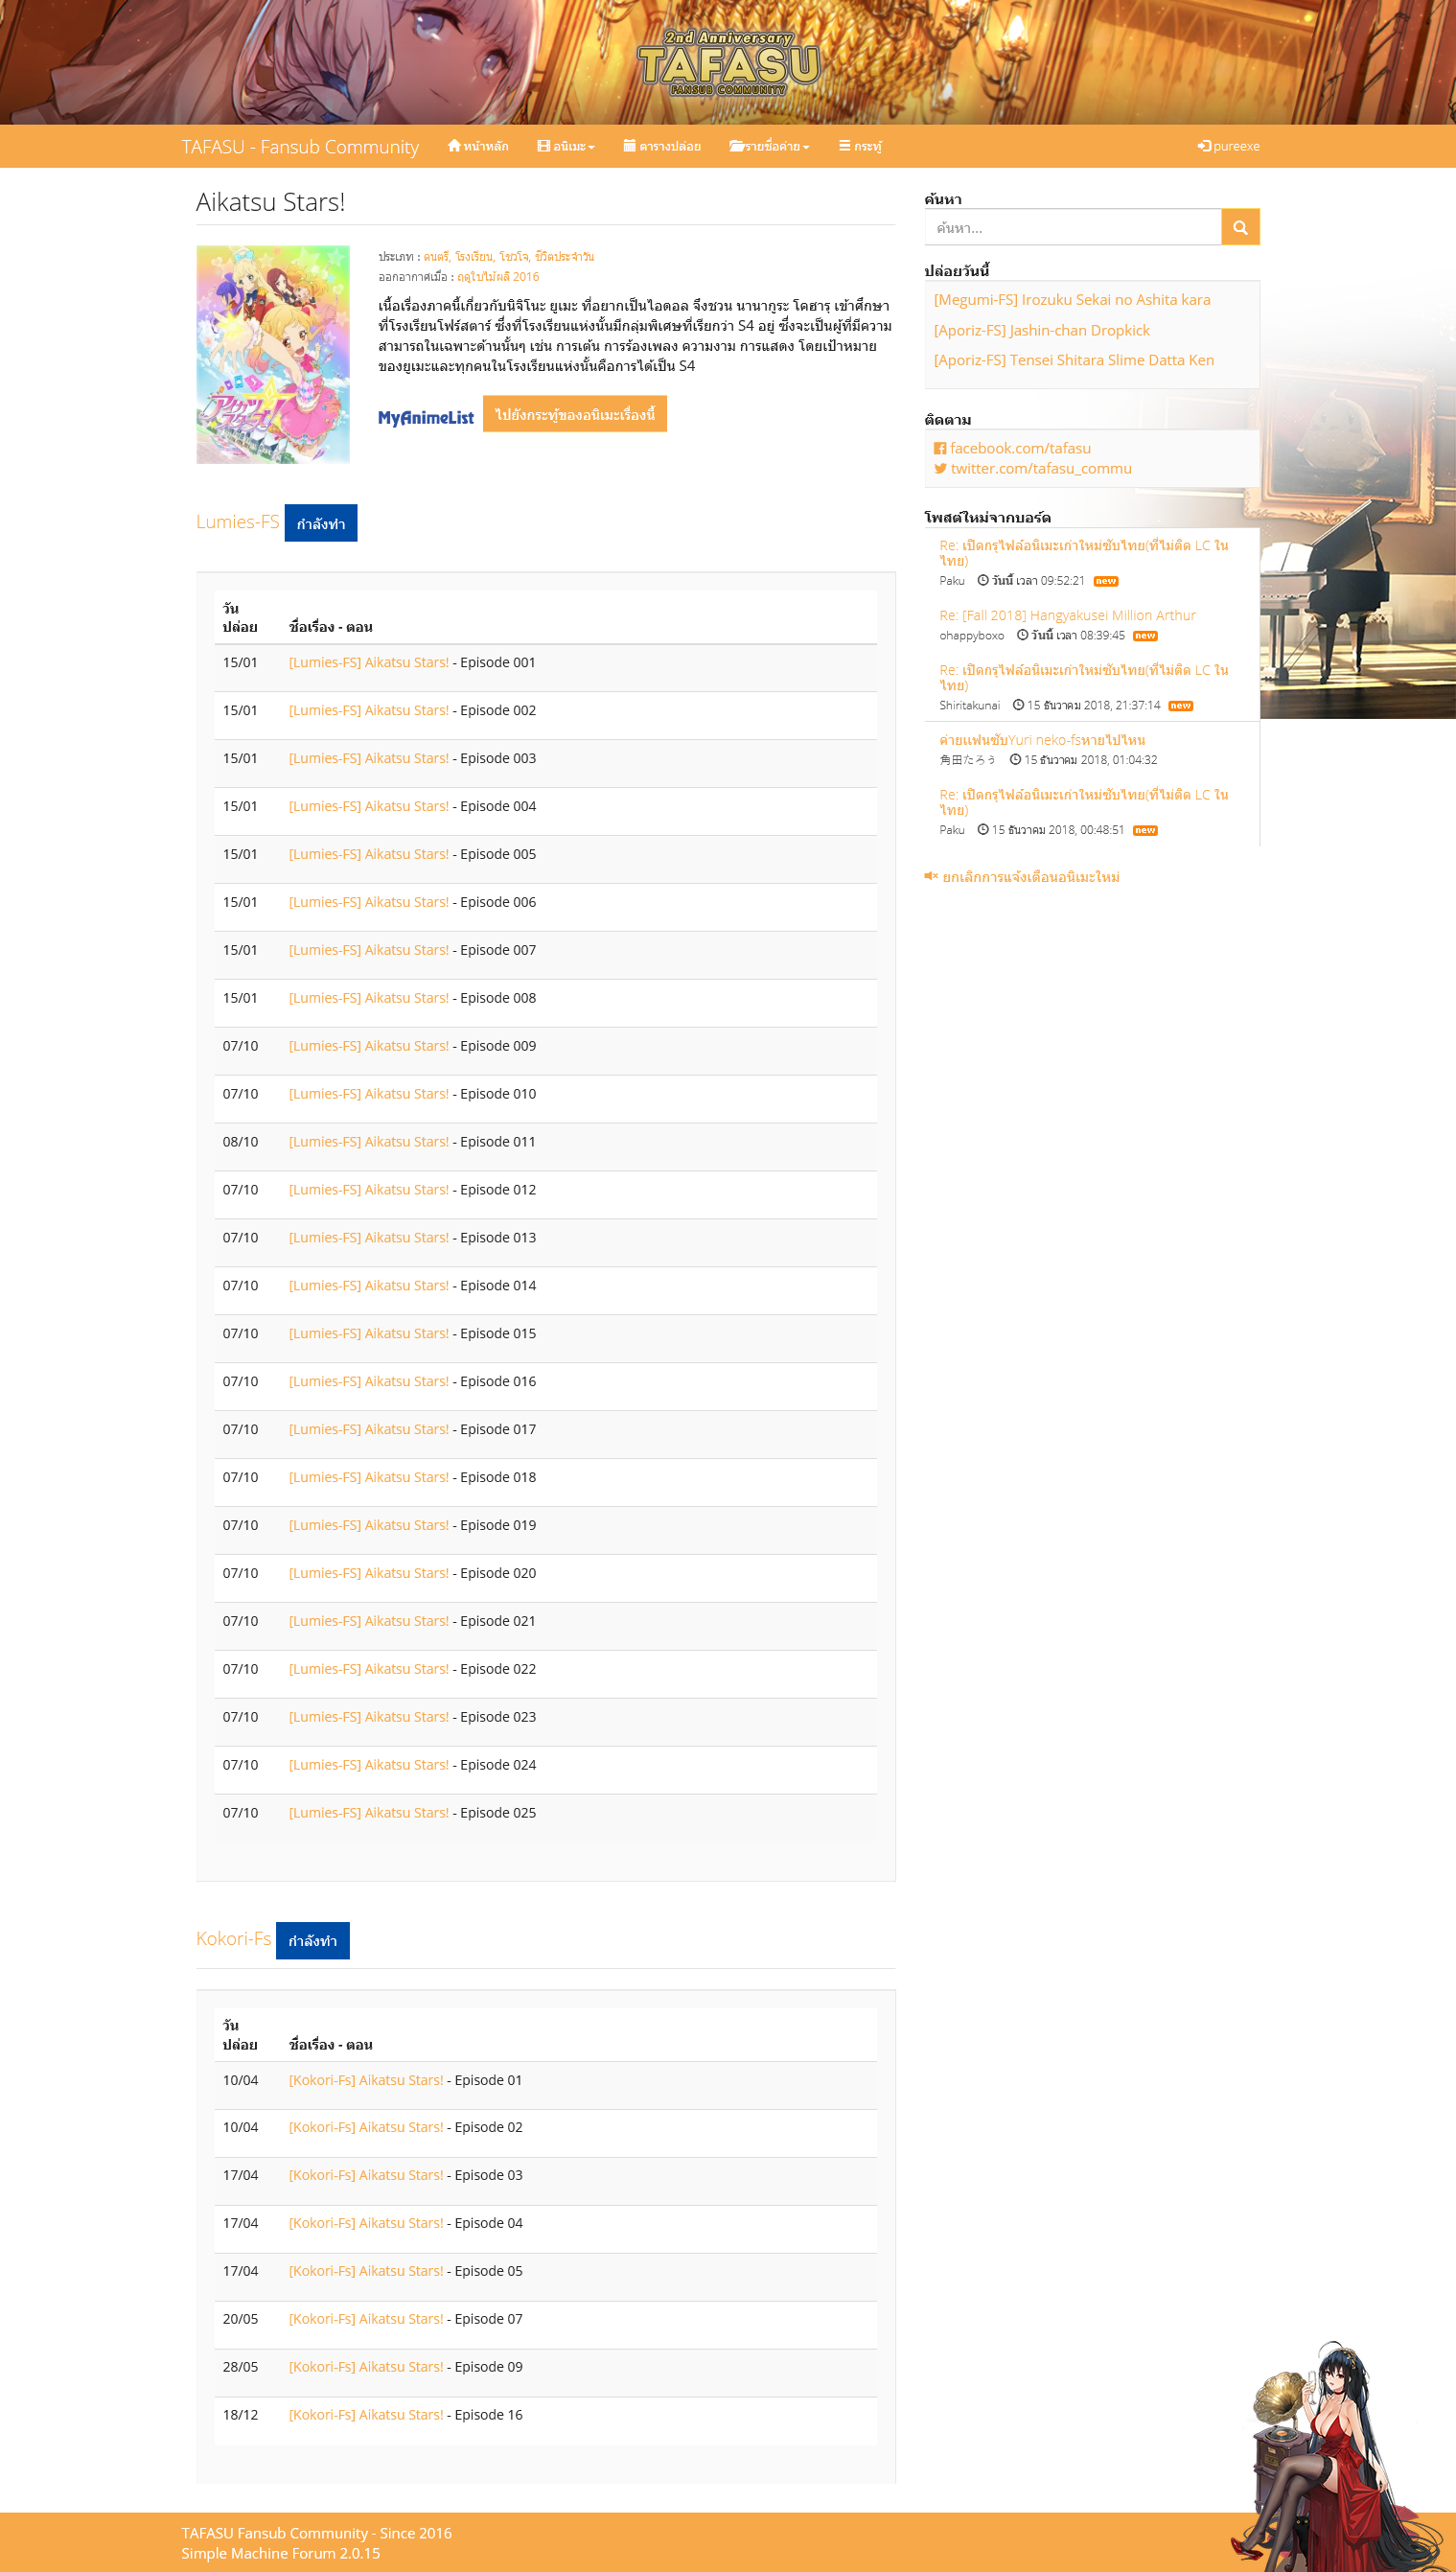 2nd Anniversary
TAFASU
FANSUB COMMUNITY
TAFASU - Fansub Community
หน้าหลัก
อนิเมะ
ตารางปล่อย
รายชื่อค่าย
กระทู้
pureexe
Aikatsu Stars!
ประเภท : ดนตรี, โรงเรียน, โชวโจ, ชีวิตประจำวัน
ออกอากาศเมื่อ : ฤดูใบไม้ผลิ 2016
เนื้อเรื่องภาคนี้เกี่ยวกับนิจิโนะ ยูเมะ ที่อยากเป็นไอดอล จึงชวน นานากูระ โคฮารุ เข้าศึกษา
ที่โรงเรียนโฟร์สตาร์ ซึ่งที่โรงเรียนแห่งนั้นมีกลุ่มพิเศษที่เรียกว่า S4 อยู่ ซึ่งจะเป็นผู้ที่มีความ
สามารถในเฉพาะด้านนั้นๆ เช่น การเต้น การร้องเพลง ความงาม การแสดง โดยเป้าหมาย
ของยูเมะและทุกคนในโรงเรียนแห่งนั้นคือการได้เป็น S4
MyAnimeList
ไปยังกระทู้ของอนิเมะเรื่องนี้
アイカツスターズ!
Lumies-FS กำลังทำ
วัน
ปล่อย ชื่อเรื่อง - ตอน
15/01 [Lumies-FS] Aikatsu Stars! - Episode 001
15/01 [Lumies-FS] Aikatsu Stars! - Episode 002
15/01 [Lumies-FS] Aikatsu Stars! - Episode 003
15/01 [Lumies-FS] Aikatsu Stars! - Episode 004
15/01 [Lumies-FS] Aikatsu Stars! - Episode 005
15/01 [Lumies-FS] Aikatsu Stars! - Episode 006
15/01 [Lumies-FS] Aikatsu Stars! - Episode 007
15/01 [Lumies-FS] Aikatsu Stars! - Episode 008
07/10 [Lumies-FS] Aikatsu Stars! - Episode 009
07/10 [Lumies-FS] Aikatsu Stars! - Episode 010
08/10 [Lumies-FS] Aikatsu Stars! - Episode 011
07/10 [Lumies-FS] Aikatsu Stars! - Episode 012
07/10 [Lumies-FS] Aikatsu Stars! - Episode 013
07/10 [Lumies-FS] Aikatsu Stars! - Episode 014
07/10 [Lumies-FS] Aikatsu Stars! - Episode 015
07/10 [Lumies-FS] Aikatsu Stars! - Episode 016
07/10 [Lumies-FS] Aikatsu Stars! - Episode 017
07/10 [Lumies-FS] Aikatsu Stars! - Episode 018
07/10 [Lumies-FS] Aikatsu Stars! - Episode 019
07/10 [Lumies-FS] Aikatsu Stars! - Episode 020
07/10 [Lumies-FS] Aikatsu Stars! - Episode 021
07/10 [Lumies-FS] Aikatsu Stars! - Episode 022
07/10 [Lumies-FS] Aikatsu Stars! - Episode 023
07/10 [Lumies-FS] Aikatsu Stars! - Episode 024
07/10 [Lumies-FS] Aikatsu Stars! - Episode 025
Kokori-Fs กำลังทำ
วัน
ปล่อย ชื่อเรื่อง - ตอน
10/04 [Kokori-Fs] Aikatsu Stars! - Episode 01
10/04 [Kokori-Fs] Aikatsu Stars! - Episode 02
17/04 [Kokori-Fs] Aikatsu Stars! - Episode 03
17/04 [Kokori-Fs] Aikatsu Stars! - Episode 04
17/04 [Kokori-Fs] Aikatsu Stars! - Episode 05
20/05 [Kokori-Fs] Aikatsu Stars! - Episode 07
28/05 [Kokori-Fs] Aikatsu Stars! - Episode 09
18/12 [Kokori-Fs] Aikatsu Stars! - Episode 16
ค้นหา
ค้นหา...
ปล่อยวันนี้
[Megumi-FS] Irozuku Sekai no Ashita kara
[Aporiz-FS] Jashin-chan Dropkick
[Aporiz-FS] Tensei Shitara Slime Datta Ken
ติดตาม
facebook.com/tafasu
twitter.com/tafasu_commu
โพสต์ใหม่จากบอร์ด
Re: เปิดกรุไฟล์อนิเมะเก่าใหม่ซับไทย(ที่ไม่ติด LC ใน
ไทย)
Paku วันนี้ เวลา 09:52:21 new
Re: [Fall 2018] Hangyakusei Million Arthur
ohappyboxo วันนี้ เวลา 08:39:45 new
Re: เปิดกรุไฟล์อนิเมะเก่าใหม่ซับไทย(ที่ไม่ติด LC ใน
ไทย)
Shiritakunai 15 ธันวาคม 2018, 21:37:14 new
ค่ายแฟนซับYuri neko-fsหายไปไหน
角田たろう 15 ธันวาคม 2018, 01:04:32
Re: เปิดกรุไฟล์อนิเมะเก่าใหม่ซับไทย(ที่ไม่ติด LC ใน
ไทย)
Paku 15 ธันวาคม 2018, 00:48:51 new
ยกเลิกการแจ้งเตือนอนิเมะใหม่
TAFASU Fansub Community - Since 2016
Simple Machine Forum 2.0.15